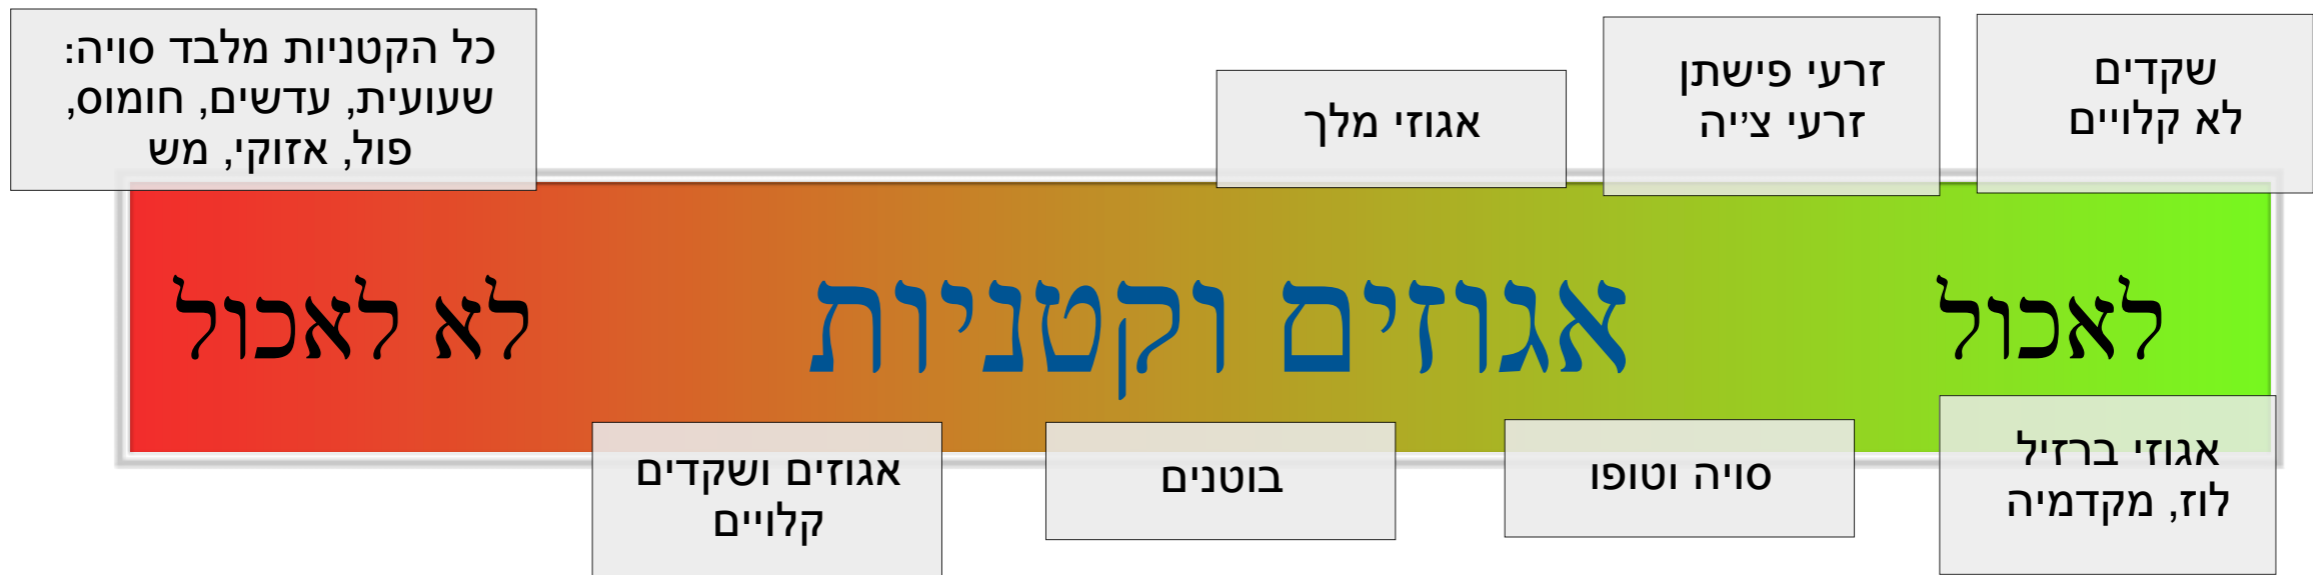 שקדים
לא קלויים
זרעי פישתן
זרעי צ'יה
אגוזי מלך
כל הקטניות מלבד סויה:
שעועית, עדשים, חומוס,
פול, אזוקי, מש
לאכול
אגוזים וקטניות
לא לאכול
אגוזי ברזיל
לוז, מקדמיה
סויה וטופו
בוטנים
אגוזים ושקדים
קלויים